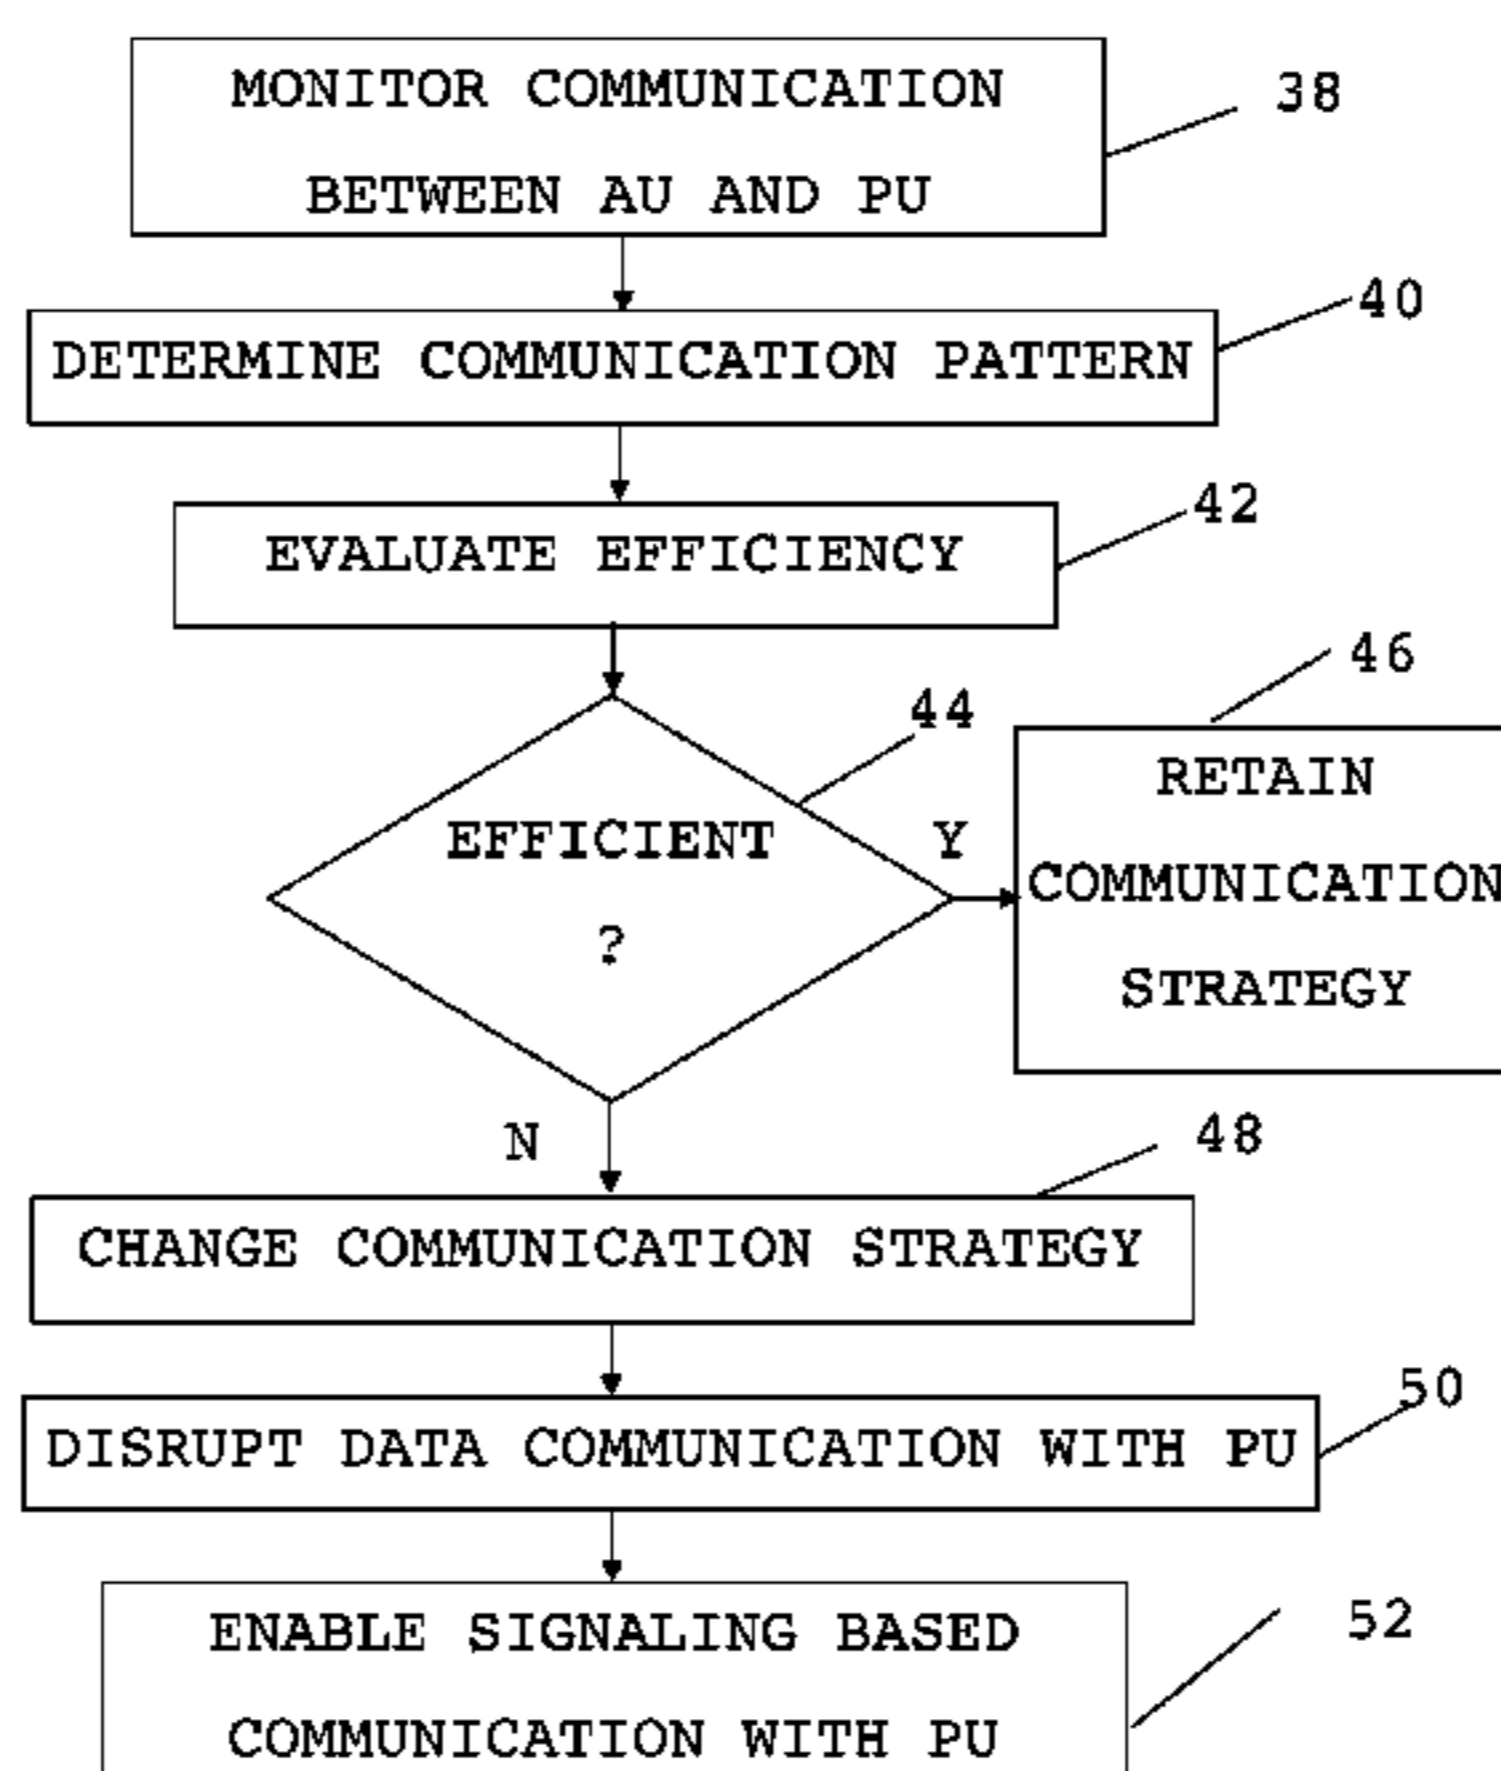 MONITOR COMMUNICATION
BETWEEN AU AND PU
38
DETERMINE COMMUNICATION PATTERN
40
EVALUATE EFFICIENCY
42
EFFICIENT
?
44
Y
RETAIN
COMMUNICATION
STRATEGY
46
N
CHANGE COMMUNICATION STRATEGY
48
DISRUPT DATA COMMUNICATION WITH PU
50
ENABLE SIGNALING BASED
COMMUNICATION WITH PU
52